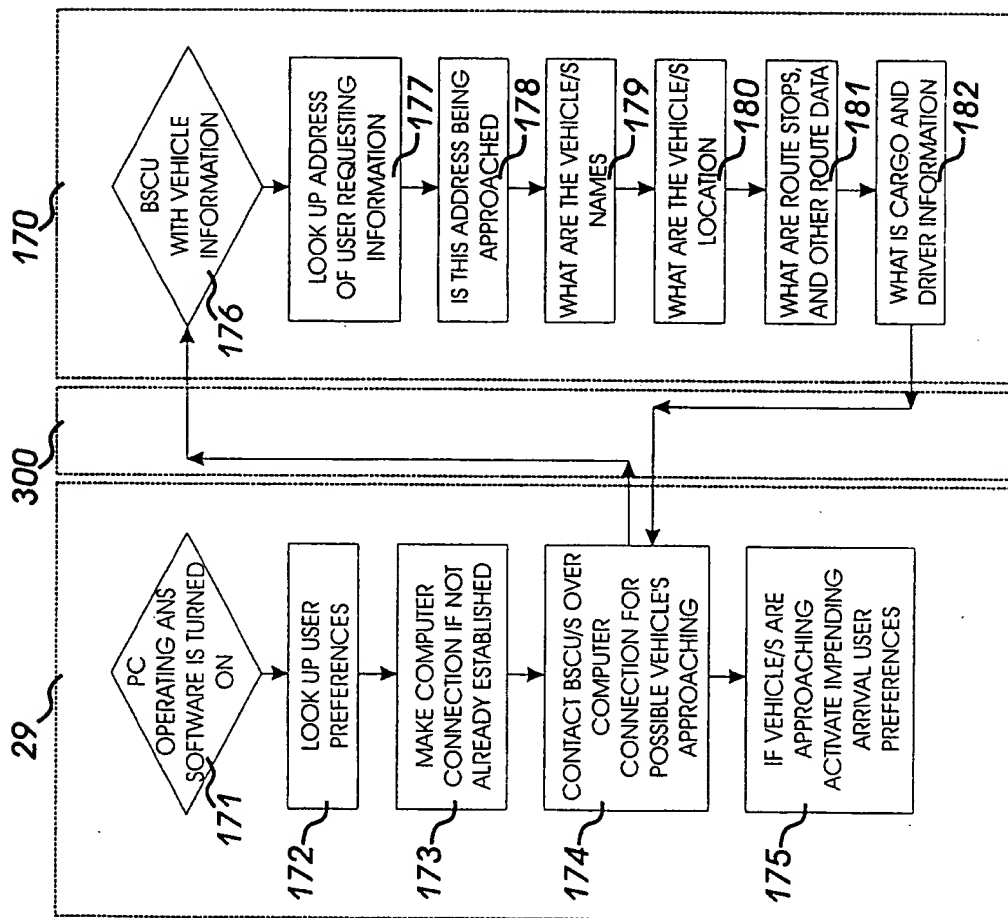 29
300
170
PC
OPERATING ANS
SOFTWARE IS TURNED
ON
171
LOOK UP USER
PREFERENCES
172
MAKE COMPUTER
CONNECTION IF NOT
ALREADY ESTABLISHED
173
CONTACT BSCU/S OVER
COMPUTER
CONNECTION FOR
POSSIBLE VEHICLE'S
APPROACHING
174
IF VEHICLE/S ARE
APPROACHING
ACTIVATE IMPENDING
ARRIVAL USER
PREFERENCES
175
BSCU
WITH VEHICLE
INFORMATION
176
LOOK UP ADDRESS
OF USER REQUESTING
INFORMATION
177
IS THIS ADDRESS BEING
APPROACHED
178
WHAT ARE THE VEHICLE/S
NAMES
179
WHAT ARE THE VEHICLE/S
LOCATION
180
WHAT ARE ROUTE STOPS,
AND OTHER ROUTE DATA
181
WHAT IS CARGO AND
DRIVER INFORMATION
182